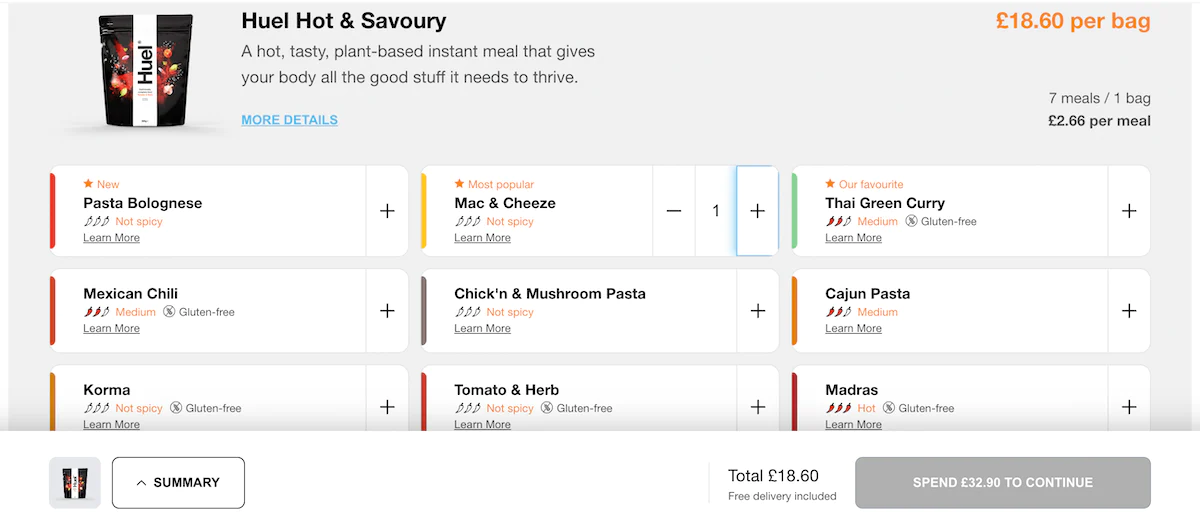 Huel Hot & Savoury
£18.60 per bag
A hot, tasty, plant-based instant meal that gives
your body all the good stuff it needs to thrive.
7 meals / 1 bag
£2.66 per meal
MORE DETAILS
Huel
New
Pasta Bolognese
Not spicy
Learn More
+
Most popular
Mac & Cheeze
Not spicy
Learn More
— 1 +
Our favourite
Thai Green Curry
Medium Gluten-free
Learn More
+
Mexican Chili
Medium Gluten-free
Learn More
+
Chick'n & Mushroom Pasta
Not spicy
Learn More
+
Cajun Pasta
Medium
Learn More
+
Korma
Not spicy Gluten-free
Learn More
+
Tomato & Herb
Not spicy Gluten-free
Learn More
+
Madras
Hot Gluten-free
Learn More
+
Huel
SUMMARY
Total £18.60
Free delivery included
SPEND £32.90 TO CONTINUE